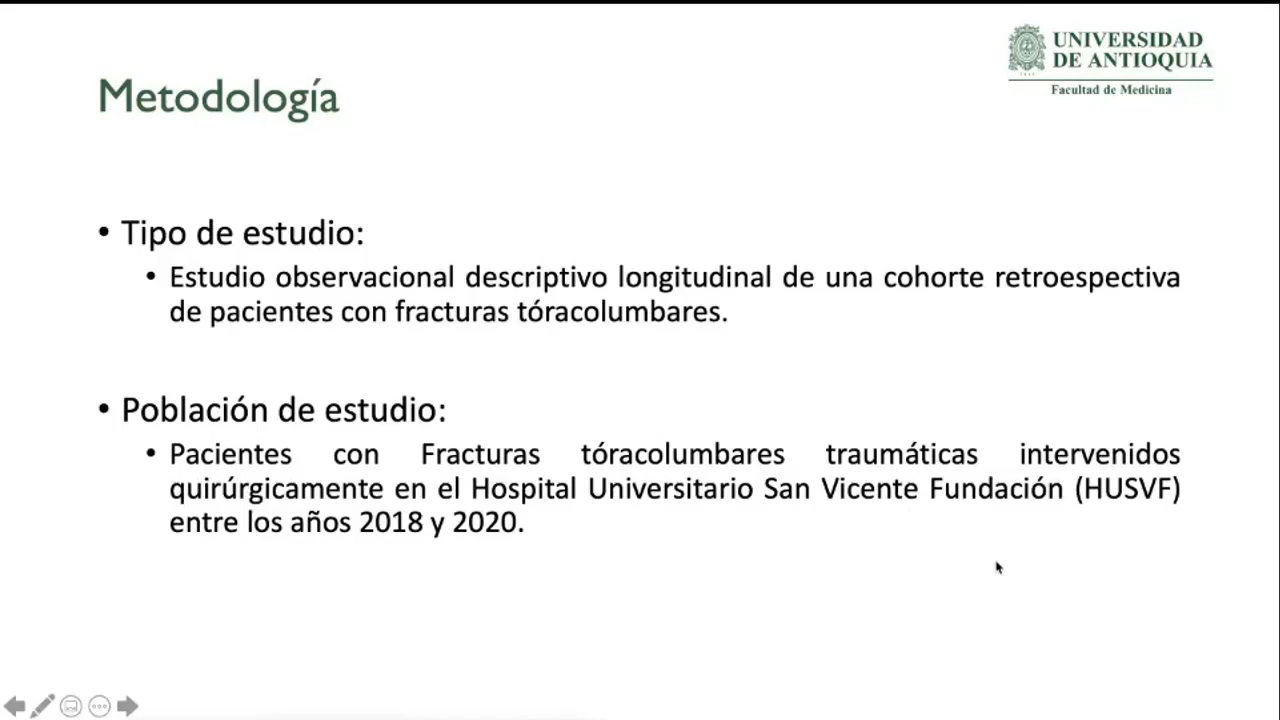 UNIVERSIDAD
DE ANTIOQUIA
Facultad de Medicina
Metodología
• Tipo de estudio:
• Estudio observacional descriptivo longitudinal de una cohorte retroespectiva
de pacientes con fracturas tóracolumbares.
• Población de estudio:
• Pacientes con Fracturas tóracolumbares traumáticas intervenidos
quirúrgicamente en el Hospital Universitario San Vicente Fundación (HUSVF)
entre los años 2018 y 2020.